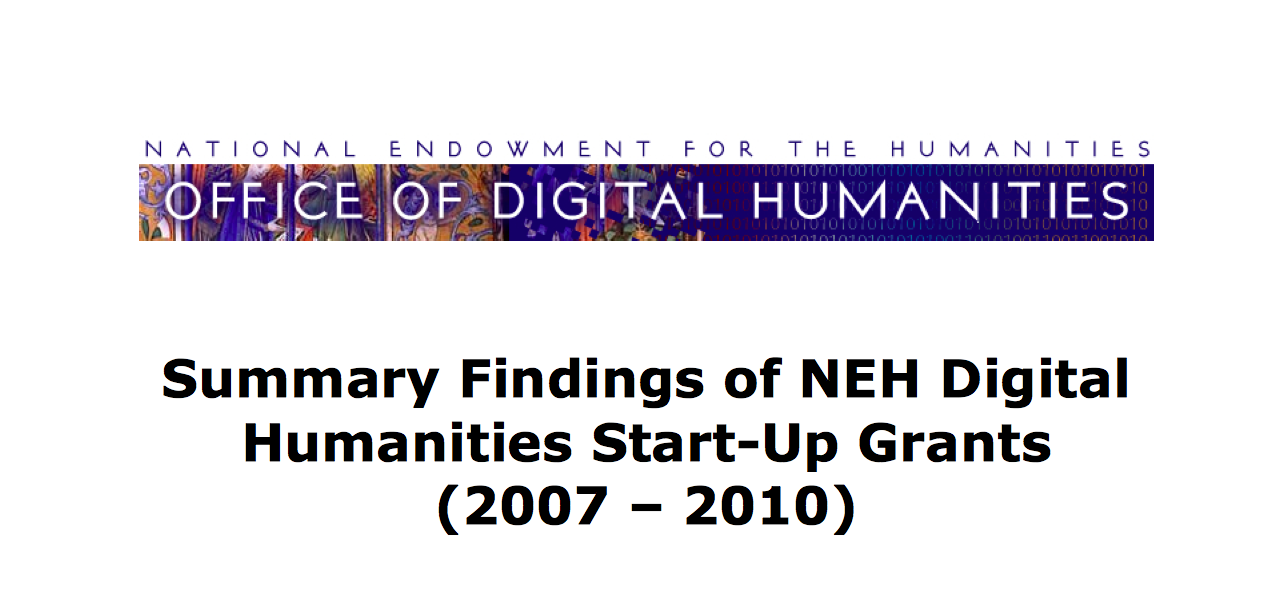 NATIONAL ENDOWMENT FOR THE HUMANITIES
OFFICE OF DIGITAL HUMANITIES
Summary Findings of NEH Digital
Humanities Start-Up Grants
(2007 – 2010)